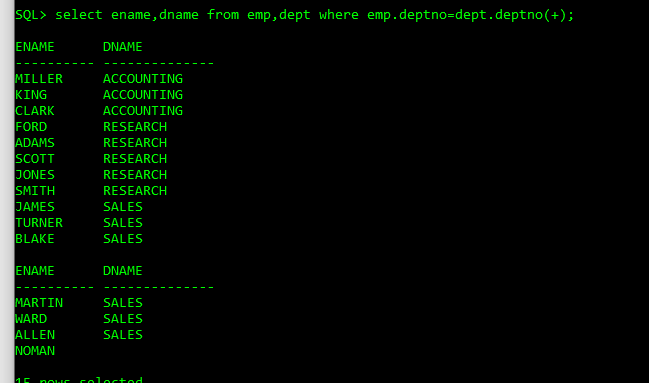 SQL> select ename,dname from emp,dept where emp.deptno=dept.deptno(+);
ENAME      DNAME
---------- --------------
MILLER     ACCOUNTING
KING       ACCOUNTING
CLARK      ACCOUNTING
FORD       RESEARCH
ADAMS      RESEARCH
SCOTT      RESEARCH
JONES      RESEARCH
SMITH      RESEARCH
JAMES      SALES
TURNER     SALES
BLAKE      SALES
ENAME      DNAME
---------- --------------
MARTIN     SALES
WARD       SALES
ALLEN      SALES
NOMAN
15 rows selected